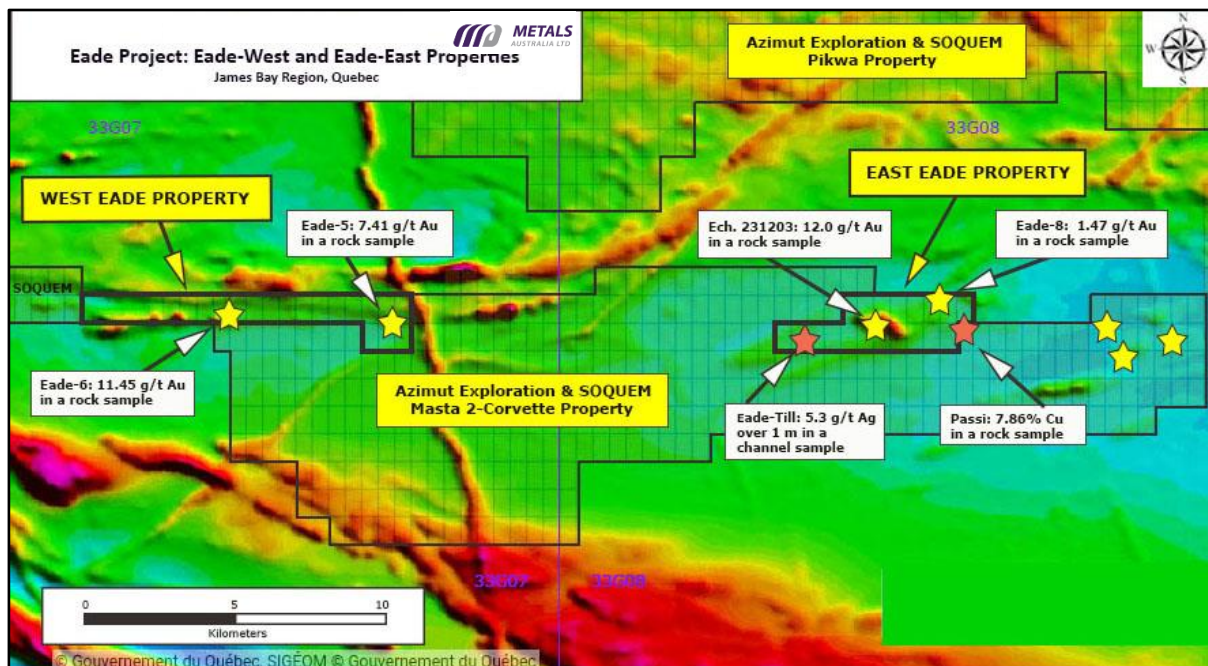 METALS
AUSTRALIA LTD
Eade Project: Eade-West and Eade-East Properties
James Bay Region, Quebec
Azimut Exploration & SOQUEM
Pikwa Property
N
W
E
S
33G07
33G08
WEST EADE PROPERTY
EAST EADE PROPERTY
Eade-5: 7.41 g/t Au
in a rock sample
Ech. 231203: 12.0 g/t Au
in a rock sample
Eade-8: 1.47 g/t Au
in a rock sample
SOQUEM
Eade-6: 11.45 g/t Au
in a rock sample
Azimut Exploration & SOQUEM
Masta 2-Corvette Property
Eade-Till: 5.3 g/t Ag
over 1 m in a
channel sample
Passi: 7.86% Cu
in a rock sample
33G07
33G08
0 5 10
Kilometers
© Gouvernement du Québec, SIGÉOM © Gouvernement du Québec